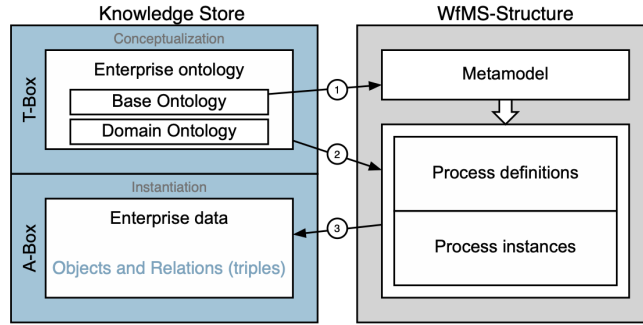 Knowledge Store
WfMS-Structure
T-Box
Conceptualization
Enterprise ontology
Base Ontology
Domain Ontology
1
Metamodel
2
A-Box
Instantiation
Enterprise data
Objects and Relations (triples)
3
Process definitions
Process instances